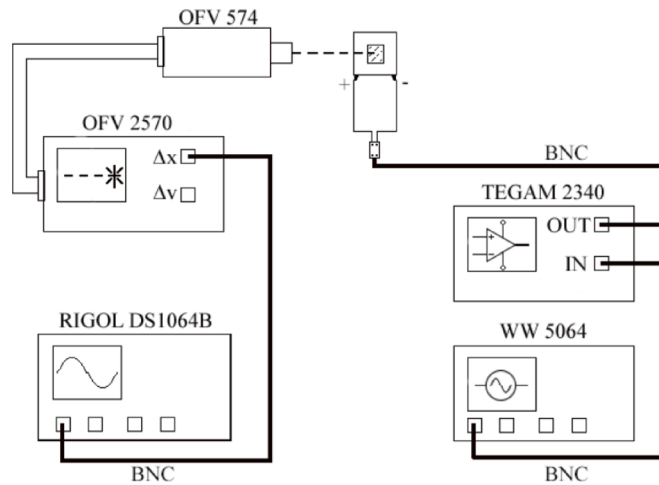 OFV 574
+ -
OFV 2570
Δx
Δv
BNC
TEGAM 2340
OUT
IN
RIGOL DS1064B
WW 5064
BNC
BNC